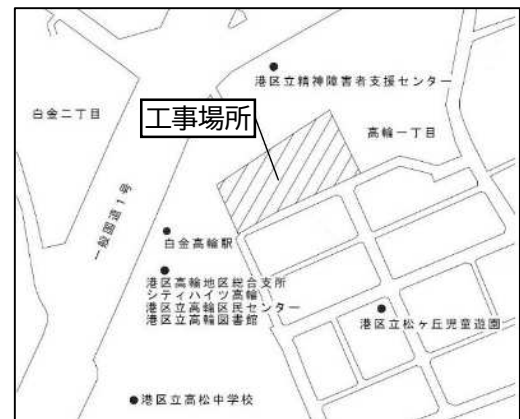 港区立精神障害者支援センター
白金二丁目
工事場所
高輪一丁目
一般国道1号
白金高輪駅
港区高輪地区総合支所
シティハイツ高輪
港区立高輪区民センター
港区立高輪図書館
港区立松ヶ丘児童遊園
港区立高松中学校